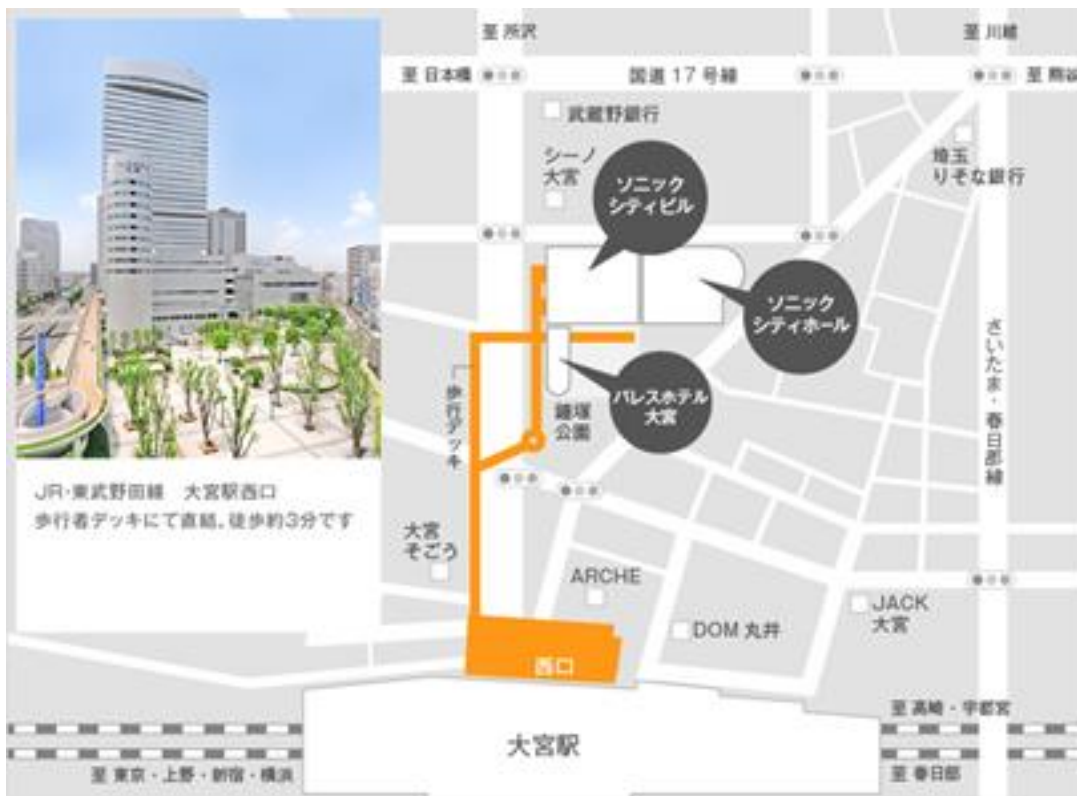 至 所沢
至 川越
至 日本橋
国道 17 号線
至 熊谷
武蔵野銀行
シーノ
大宮
埼玉
りそな銀行
ソニック
シティビル
ソニック
シティホール
パレスホテル
大宮
鐘塚
公園
歩行デッキ
さいたま・春日部線
JR・東武野田線 大宮駅西口
歩行者デッキにて直結、徒歩約3分です
大宮
そごう
ARCHE
DOM 丸井
JACK
大宮
西口
大宮駅
至 高崎・宇都宮
至 東京・上野・新宿・横浜
至 春日部